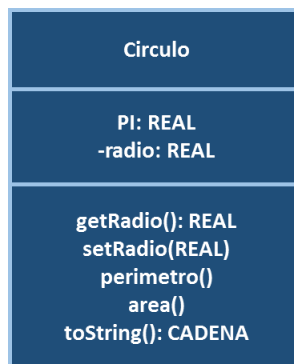 Circulo
PI: REAL
-radio: REAL
getRadio(): REAL
setRadio(REAL)
perimetro()
area()
toString(): CADENA